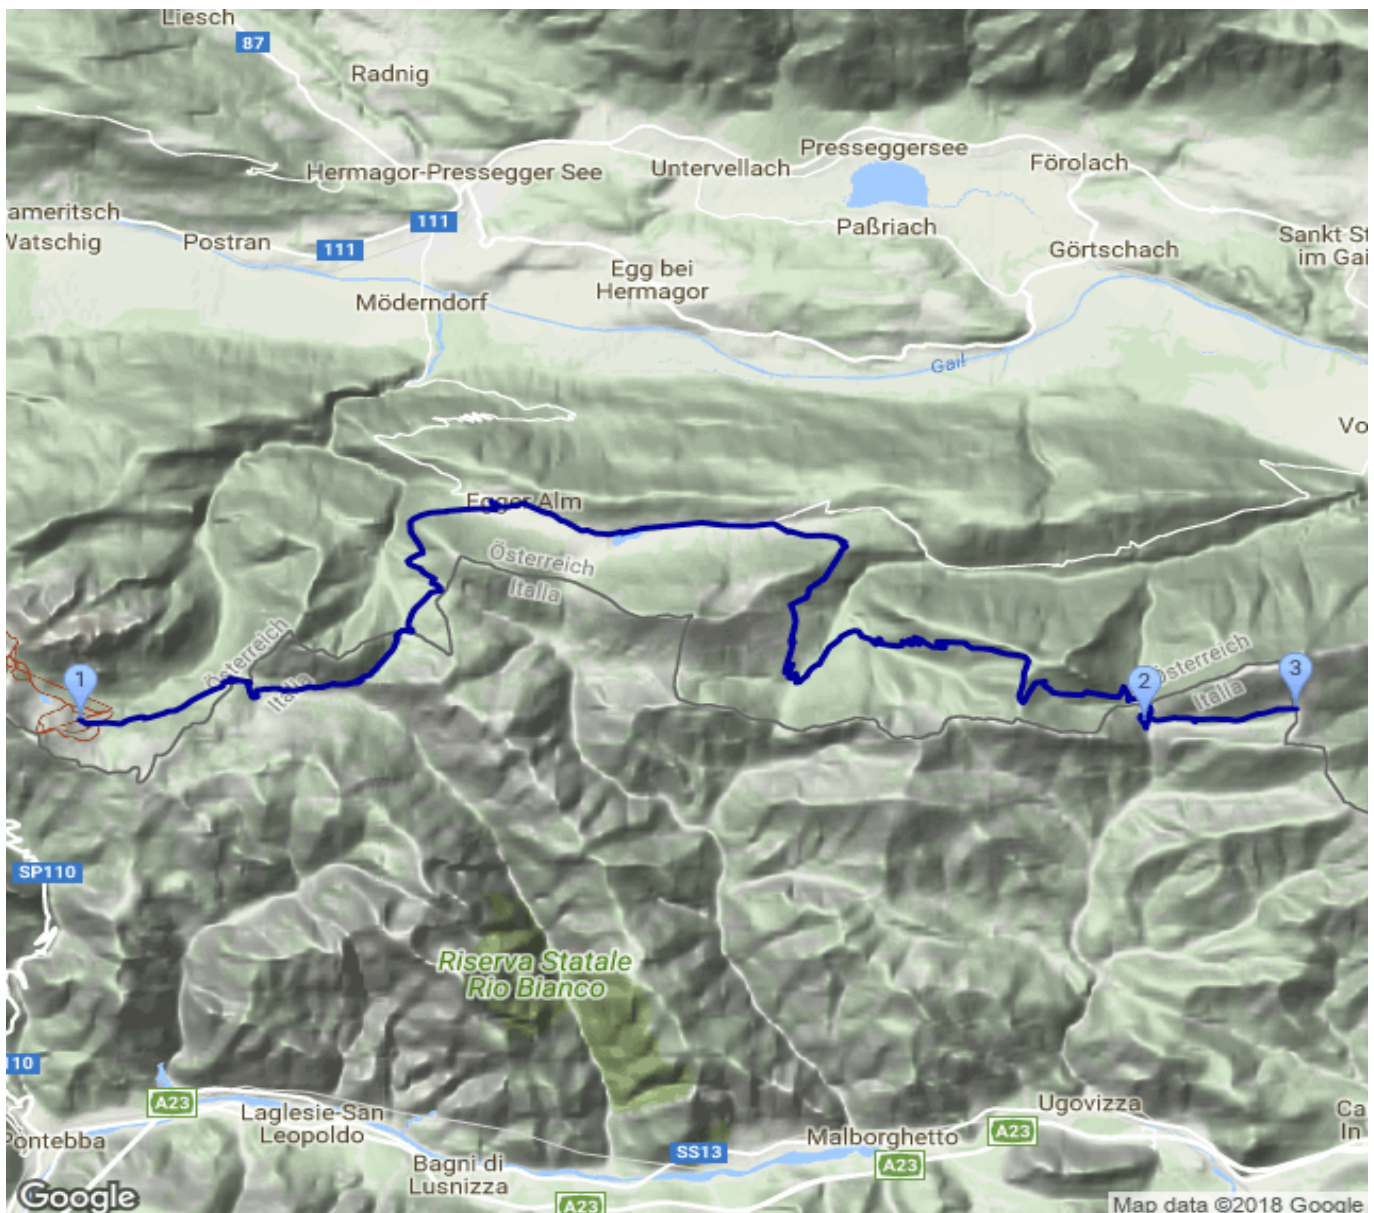 Liesch
87
Radnig
Presseggersee
Förolach
Untervellach
Hermagor-Pressegger See
ameritsch
Watschig
111
Postran
111
Paßriach
Sankt St
im Gai
Görtschach
Egg bei
Hermagor
Möderndorf
Gail
Vo
Egger Alm
Österreich
Italia
Österreich
Italia
1
Österreich
Italia
2
3
SP110
Riserva Statale
Rio Bianco
110
A23
Laglesie-San
Leopoldo
Pontebba
Ugovizza
Ca
In
A23
Malborghetto
SS13
A23
Bagni di
Lusnizza
A23
Google
Map data ©2018 Google